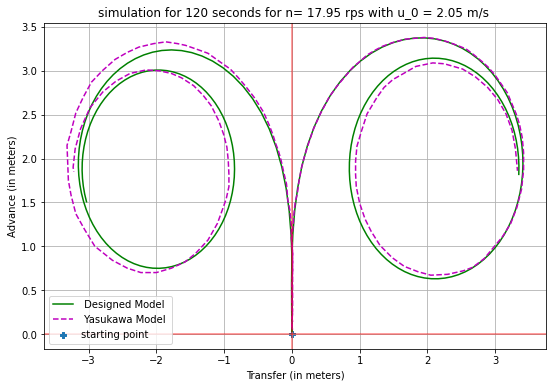 simulation for 120 seconds for n= 17.95 rps with u_0 = 2.05 m/s
Advance (in meters)
3.5
3.0
2.5
2.0
1.5
1.0
0.5
0.0
Designed Model
Yasukawa Model
starting point
−3
−2
−1
0
1
2
3
Transfer (in meters)